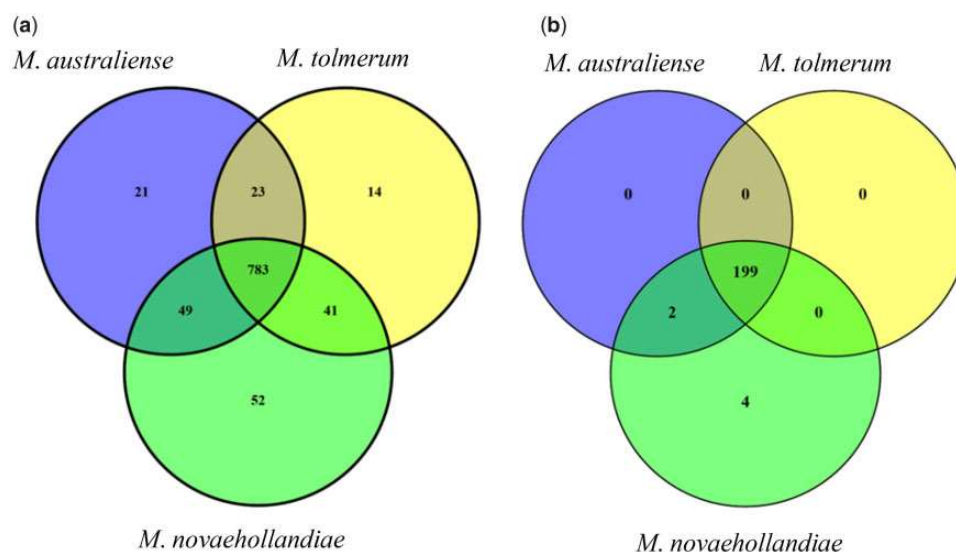 (a)
M. australiense
M. tolmerum
21
23
14
783
49
41
52
M. novaehollandiae
(b)
M. australiense
M. tolmerum
0
0
0
199
2
0
4
M. novaehollandiae